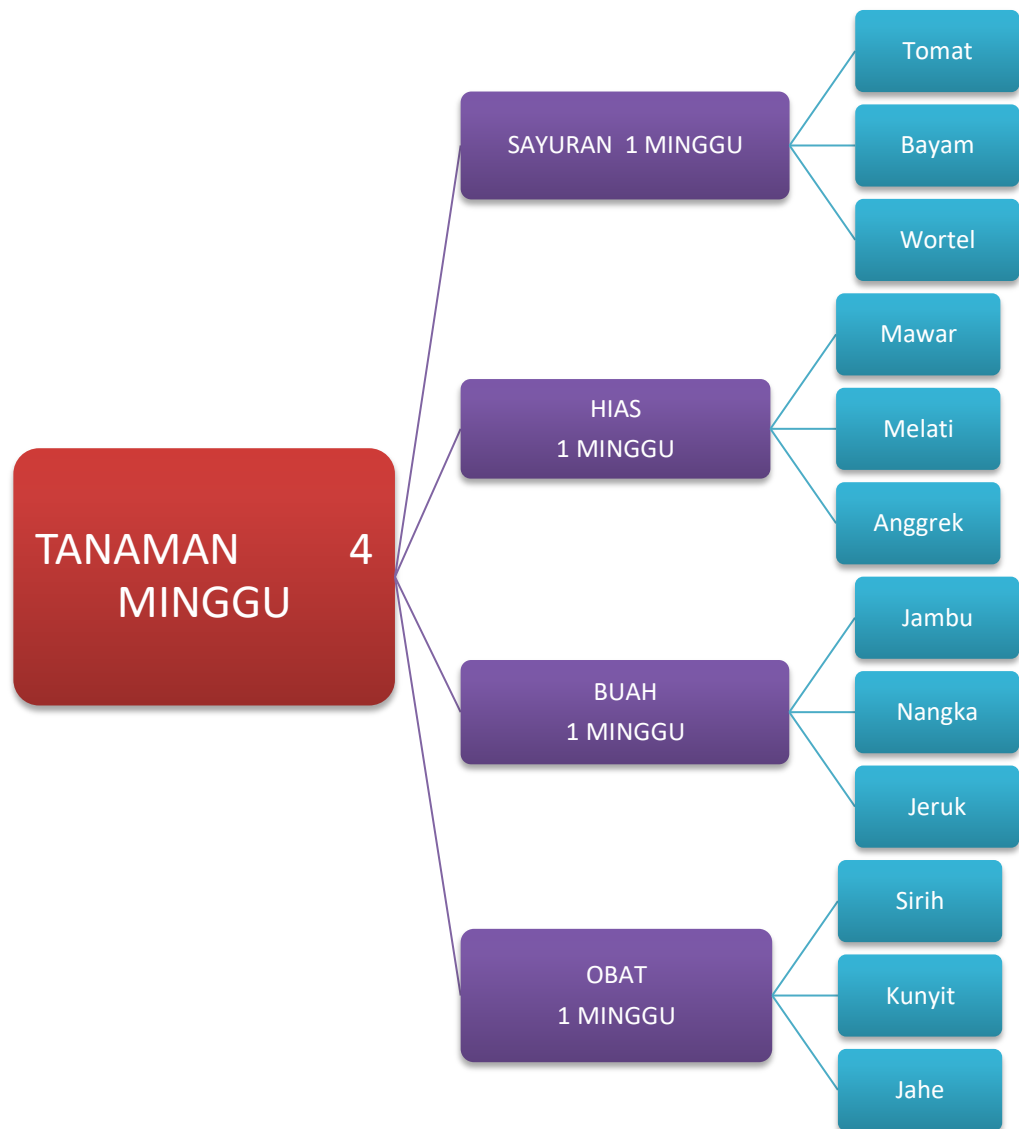 TANAMAN 4
MINGGU
SAYURAN 1 MINGGU
Tomat
Bayam
Wortel
HIAS
1 MINGGU
Mawar
Melati
Anggrek
BUAH
1 MINGGU
Jambu
Nangka
Jeruk
OBAT
1 MINGGU
Sirih
Kunyit
Jahe